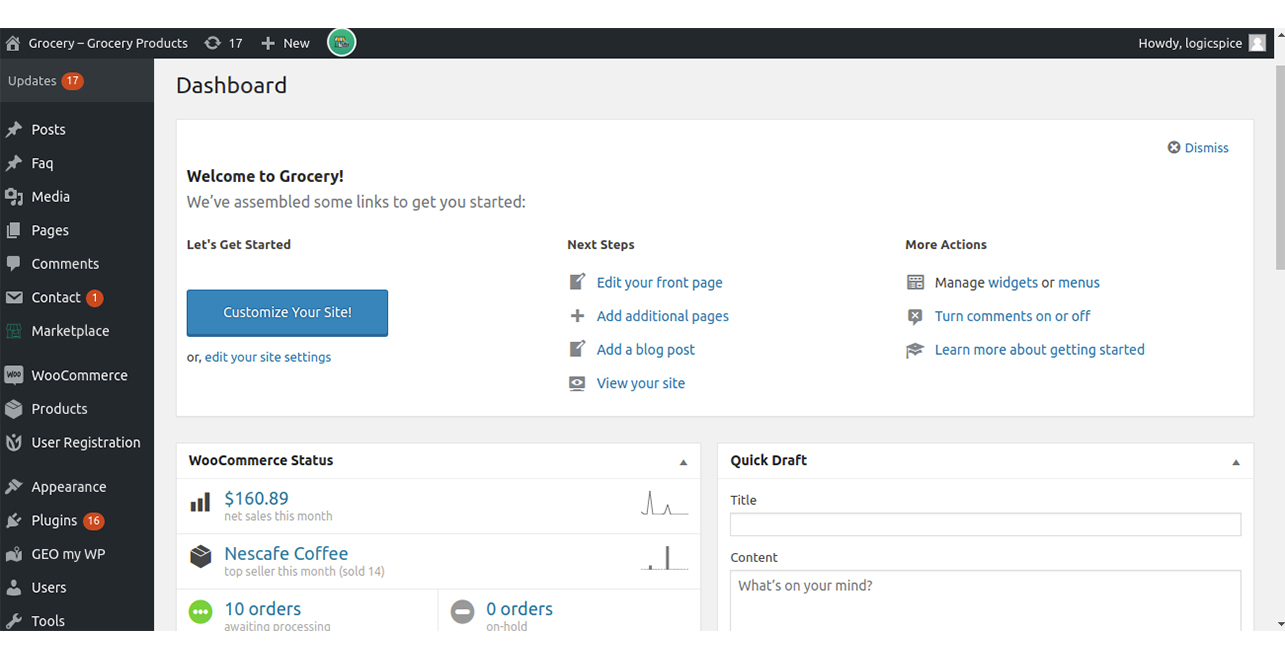 Grocery – Grocery Products 17 New Howdy, logicspice
Updates 17
Posts
Faq
Media
Pages
Comments
Contact 1
Marketplace
WooCommerce
Products
User Registration
Appearance
Plugins 16
GEO my WP
Users
Tools
Dashboard
Dismiss
Welcome to Grocery!
We've assembled some links to get you started:
Let's Get Started
Customize Your Site!
or, edit your site settings
Next Steps
Edit your front page
Add additional pages
Add a blog post
View your site
More Actions
Manage widgets or menus
Turn comments on or off
Learn more about getting started
WooCommerce Status
$160.89
net sales this month
Nescafe Coffee
top seller this month (sold 14)
10 orders
awaiting processing
0 orders
on-hold
Quick Draft
Title
Content
What's on your mind?